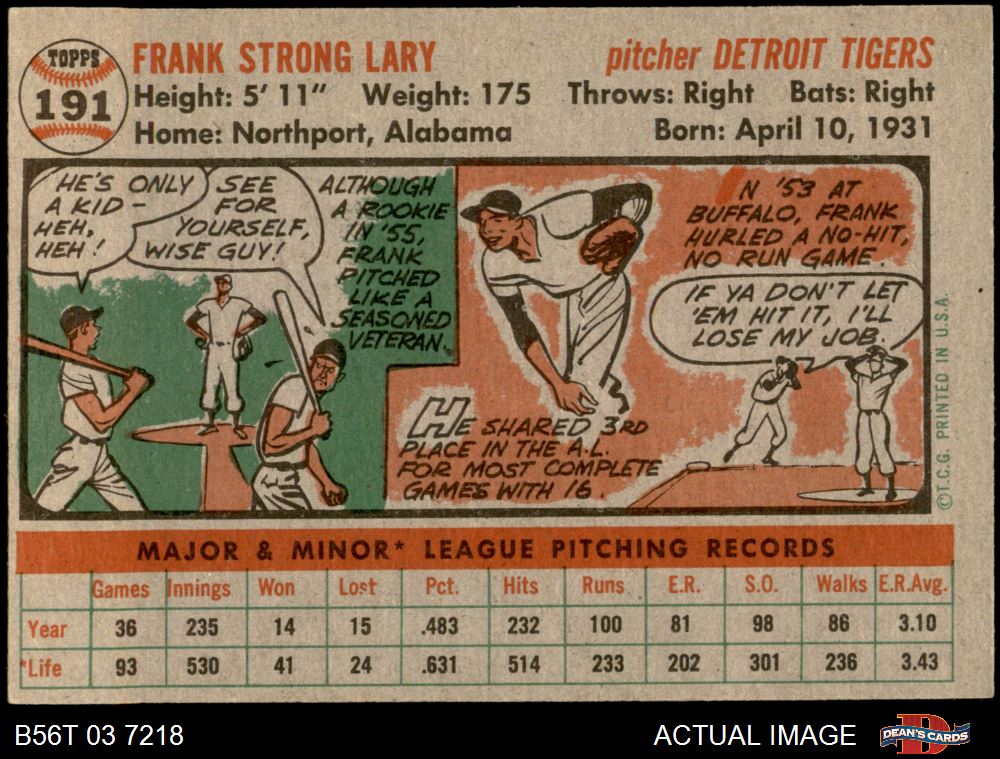 TOPPS
191
FRANK STRONG LARY
pitcher DETROIT TIGERS
Height: 5' 11" Weight: 175 Throws: Right Bats: Right
Home: Northport, Alabama Born: April 10, 1931
HE'S ONLY
A KID -
HEH,
HEH!
SEE
FOR
YOURSELF,
WISE GUY!
ALTHOUGH
A ROOKIE
IN '55,
FRANK
PITCHED
LIKE A
SEASONED
VETERAN.
HE SHARED 3RD
PLACE IN THE A.L.
FOR MOST COMPLETE
GAMES WITH 16.
N '53 AT
BUFFALO, FRANK
HURLED A NO-HIT,
NO RUN GAME.
IF YA DON'T LET
'EM HIT IT, I'LL
LOSE MY JOB.
©T.C.G. PRINTED IN U.S.A.
MAJOR & MINOR* LEAGUE PITCHING RECORDS
Games Innings Won Lost Pct. Hits Runs E.R. S.O. Walks E.R.Avg.
Year 36 235 14 15 .483 232 100 81 98 86 3.10
*Life 93 530 41 24 .631 514 233 202 301 236 3.43
B56T 03 7218 ACTUAL IMAGE
DEAN'S CARDS